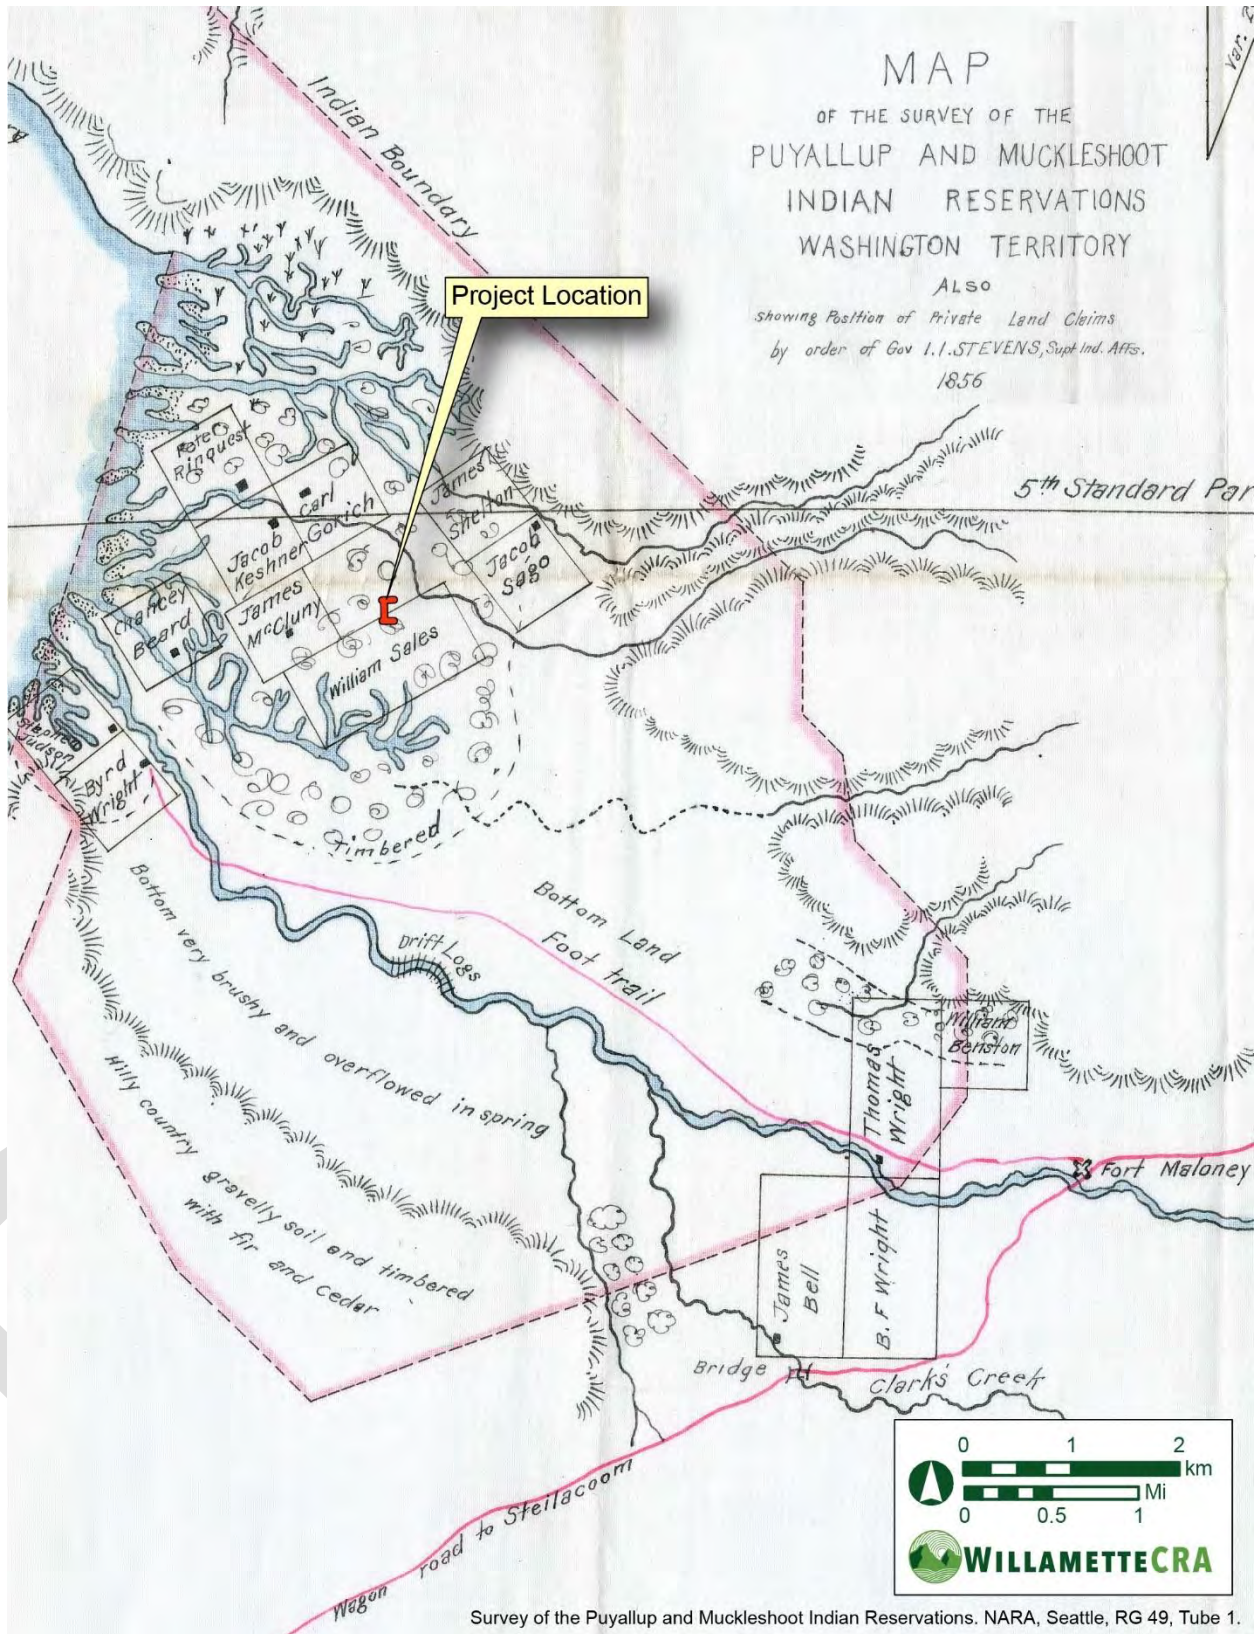 MAP
OF THE SURVEY OF THE
PUYALLUP AND MUCKLESHOOT
INDIAN RESERVATIONS
WASHINGTON TERRITORY
ALSO
showing Position of Private Land Claims
by order of Gov I.I. STEVENS, Supt Ind. Affs.
1856
Var.
Indian Boundary
Project Location
5th Standard Par
Pete
Rinquest
Carl
Gorich
James
Shelton
Jacob
Keshner
Jacob
Sago
Chancey
Beard
James
McCluny
William Sales
Stephen
Judson
Byrd
Wright
timbered
Bottom very brushy and overflowed in spring
Bottom Land
Foot trail
Drift Logs
Hilly country gravelly soil and timbered
with fir and cedar
William
Benston
Thomas
Wright
Fort Maloney
James
Bell
B. F Wright
Bridge
Clark's Creek
Wagon road to Steilacoom
0 1 2
km
Mi
0 0.5 1
WILLAMETTECRA
Survey of the Puyallup and Muckleshoot Indian Reservations. NARA, Seattle, RG 49, Tube 1.